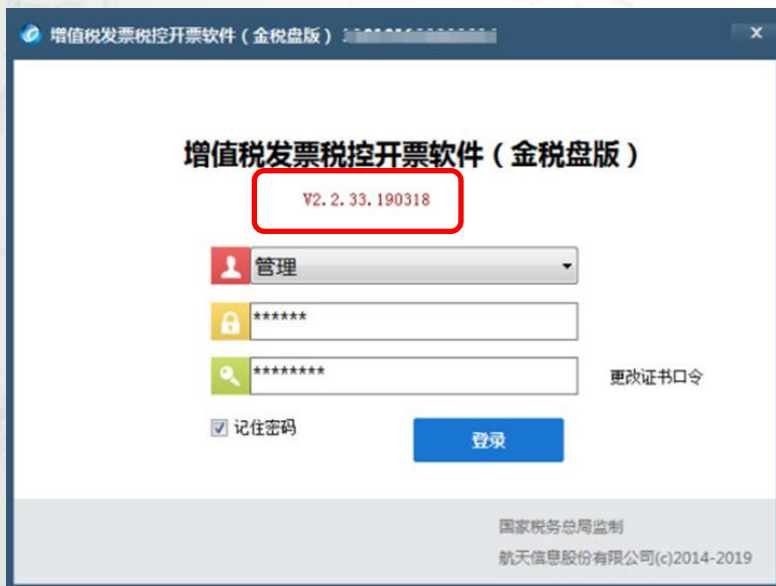 增值税发票税控开票软件(金税盘版)
增值税发票税控开票软件(金税盘版)
V2.2.33.190318
管理
******
********
更改证书口令
记住密码
登录
国家税务总局监制
航天信息股份有限公司(c)2014-2019